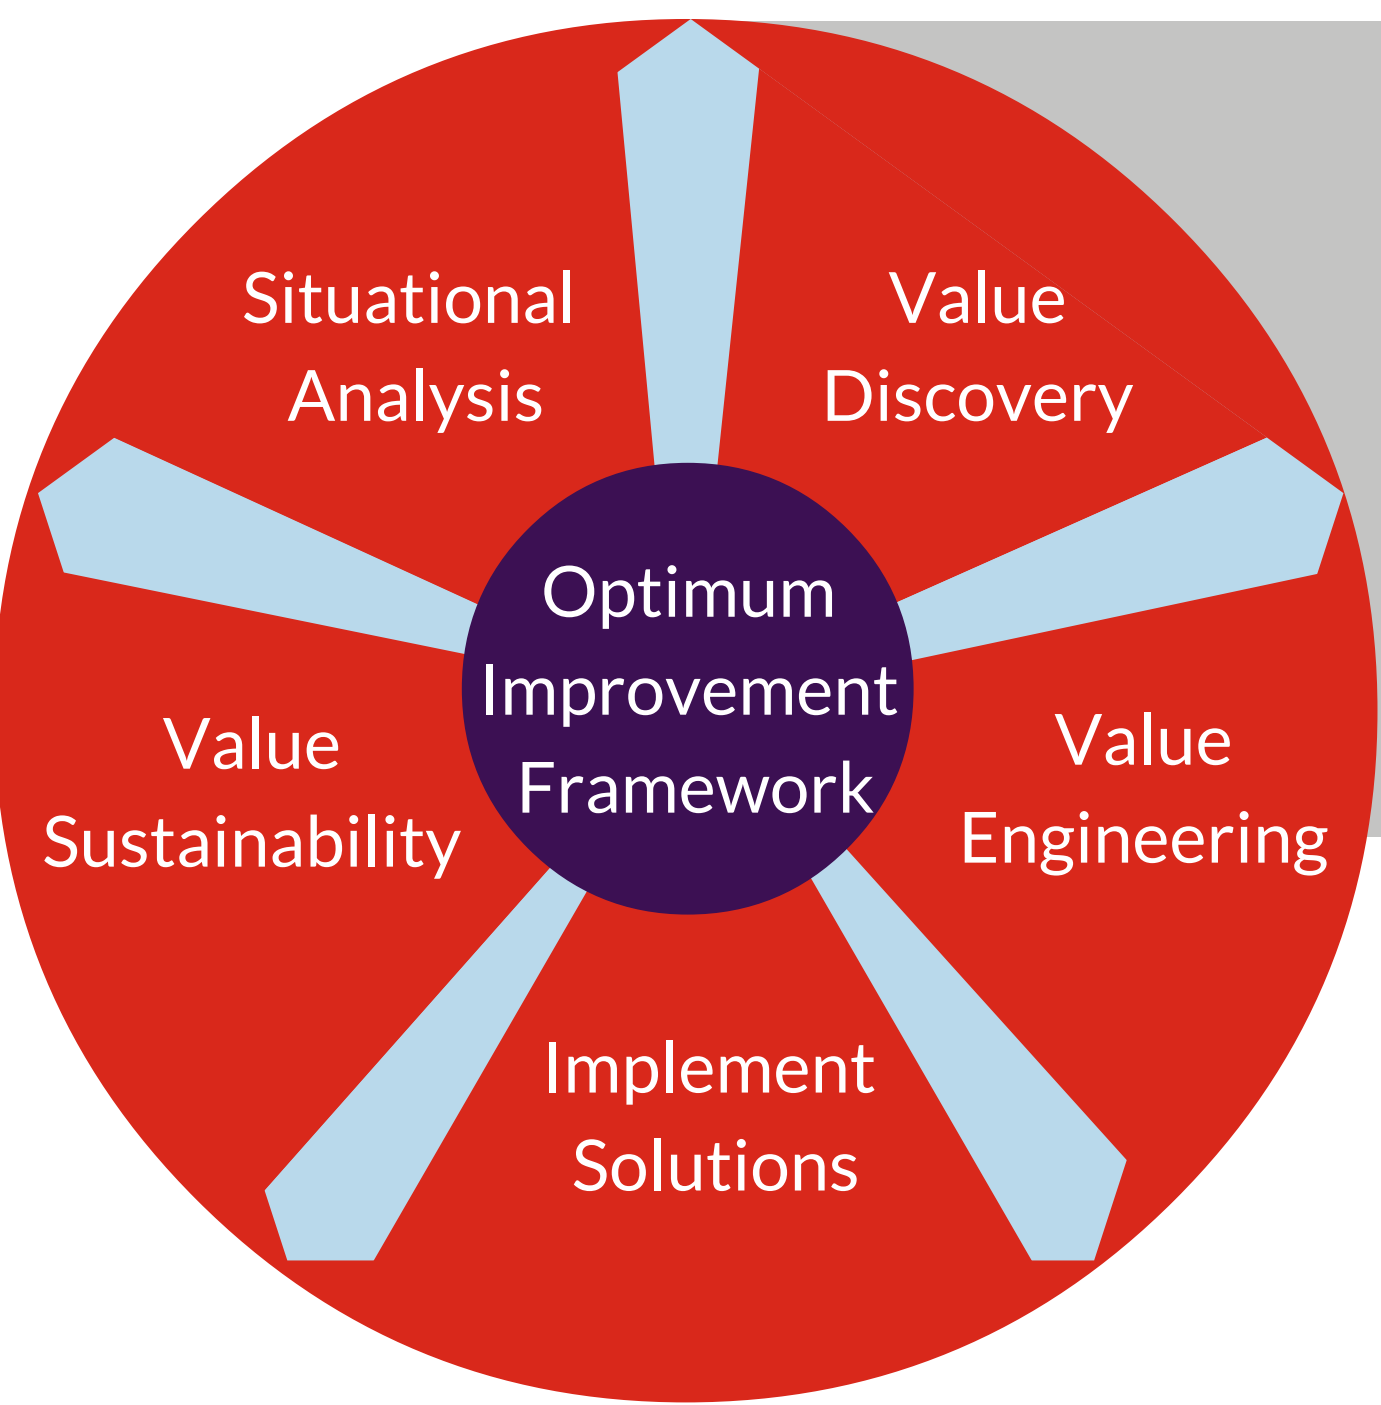 Situational
Analysis
Value
Discovery
Optimum
Improvement
Framework
Value
Sustainability
Value
Engineering
Implement
Solutions